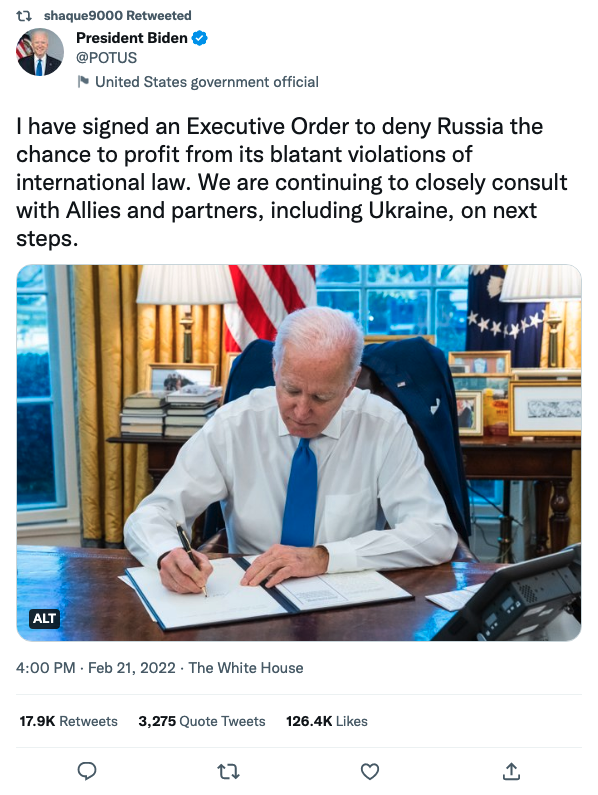 shaque9000 Retweeted
President Biden
@POTUS
United States government official
I have signed an Executive Order to deny Russia the
chance to profit from its blatant violations of
international law. We are continuing to closely consult
with Allies and partners, including Ukraine, on next
steps.
ALT
4:00 PM · Feb 21, 2022 · The White House
17.9K Retweets 3,275 Quote Tweets 126.4K Likes